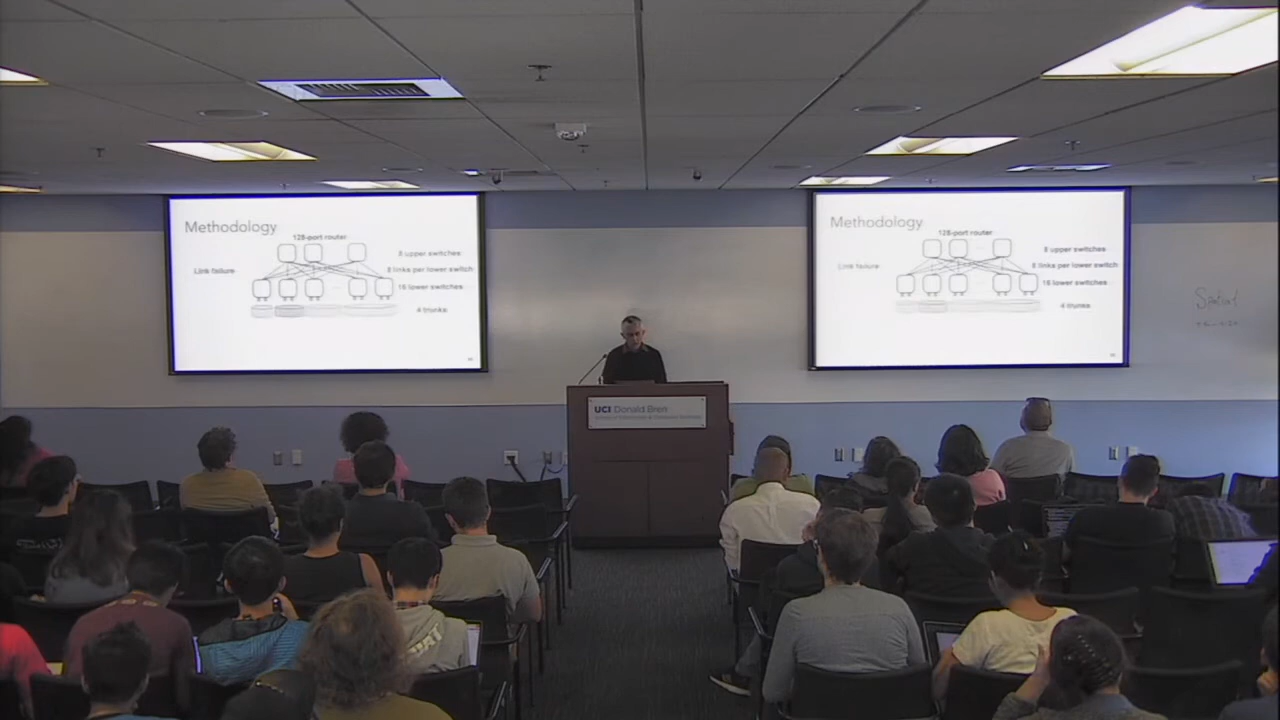 Methodology
128-port router
8 upper switches
Link failure
8 links per lower switch
16 lower switches
4 trunks
Methodology
128-port router
8 upper switches
Link failure
8 links per lower switch
16 lower switches
4 trunks
UCI Donald Bren